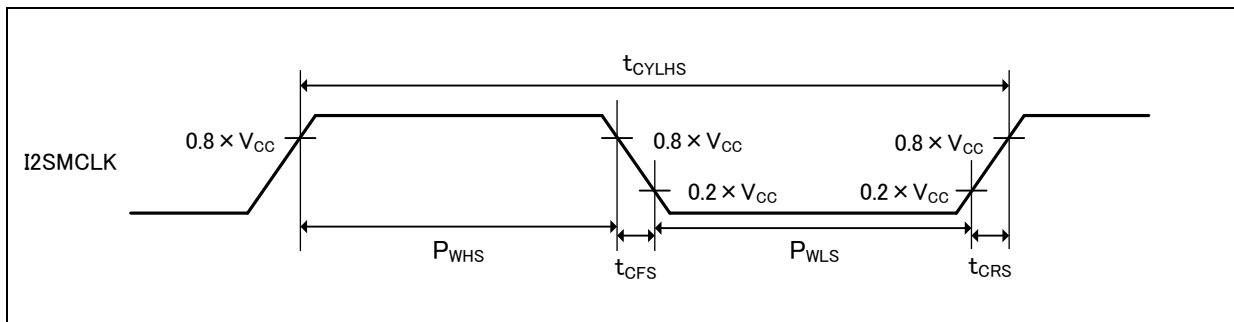 tCYLHS
0.8 × VCC
0.8 × VCC
0.8 × VCC
I2SMCLK
0.2 × VCC
0.2 × VCC
PWHS
tCFS
PWLS
tCRS